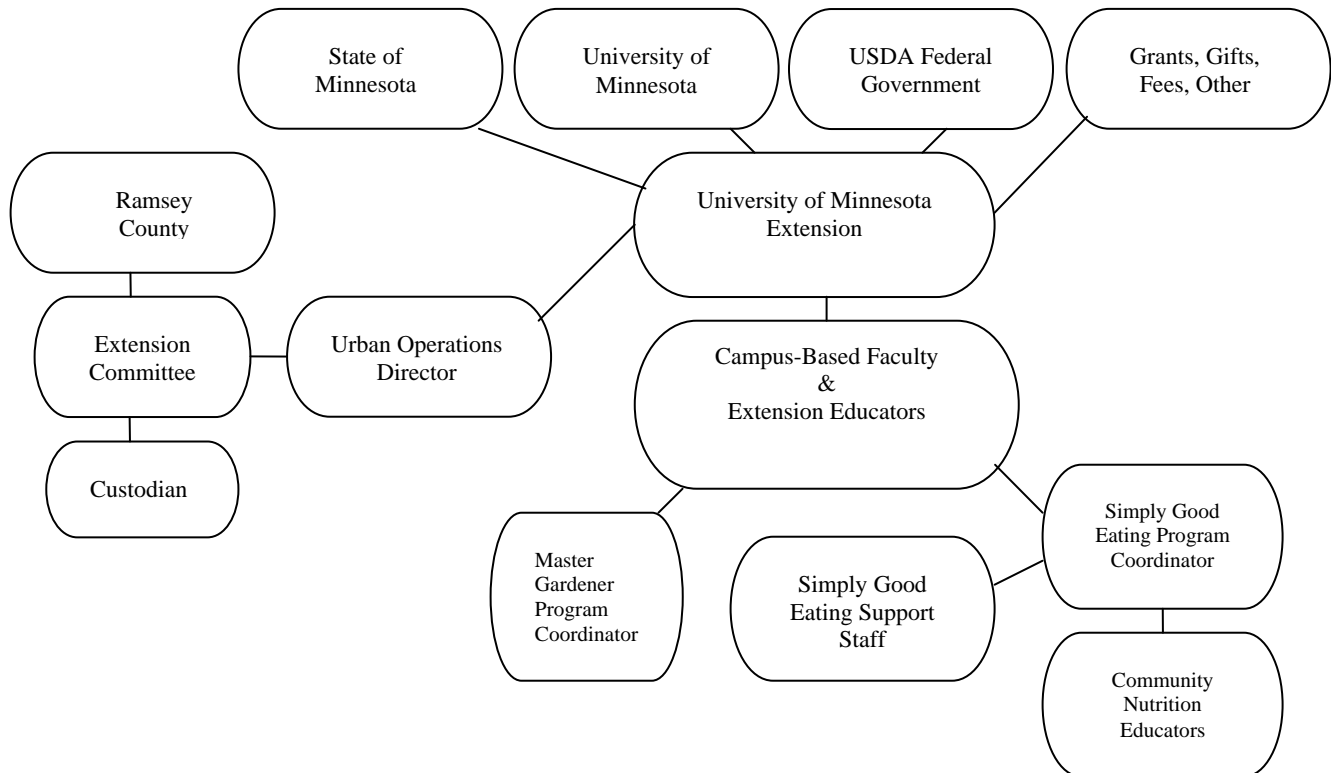 State of
Minnesota
University of
Minnesota
USDA Federal
Government
Grants, Gifts,
Fees, Other
Ramsey
County
University of Minnesota
Extension
Extension
Committee
Urban Operations
Director
Campus-Based Faculty
&
Extension Educators
Custodian
Master
Gardener
Program
Coordinator
Simply Good
Eating Support
Staff
Simply Good
Eating Program
Coordinator
Community
Nutrition
Educators